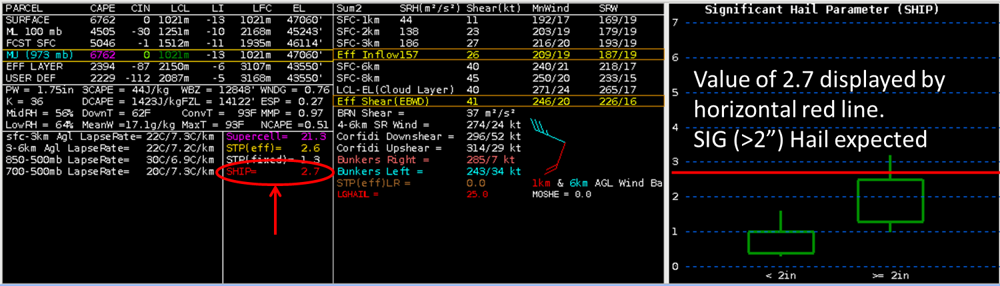 PARCEL CAPE CIN LCL LI LFC EL
SURFACE 6762 0 1021m -13 1021m 47060'
ML 100 mb 4505 -30 1251m -10 2168m 45243'
FCST SFC 5046 -1 1512m -11 1935m 46114'
MU (973 mb) 6762 0 1021m -13 1021m 47060'
EFF LAYER 2394 -87 2150m -6 3107m 43550'
USER DEF 2229 -112 2087m -5 3168m 43550'
PW = 1.75in 3CAPE = 44J/kg WBZ = 12848' WNDG = 0.76
K = 36 DCAPE = 1423J/kg FZL = 14122' ESP = 0.27
MidRH = 56% DownT = 62F ConvT = 93F MMP = 0.97
LowRH = 64% MeanW =17.1g/kg MaxT = 93F NCAPE =0.51
sfc-3km Agl LapseRate= 22C/7.3C/km
3-6km Agl LapseRate= 22C/7.3C/km
850-500mb LapseRate= 30C/6.9C/km
700-500mb LapseRate= 20C/7.3C/km
Supercell= 21.3
STP(eff)= 2.6
STP(fixed)= 1.3
SHIP= 2.7
Sum2 SRH(m²/s²) Shear(kt) MnWind SRW
SFC-1km 44 11 192/17 169/19
SFC-2km 138 23 203/19 179/19
SFC-3km 186 27 216/20 193/19
Eff Inflow157 26 209/19 187/19
SFC-6km 40 240/21 218/17
SFC-8km 45 250/20 233/15
LCL-EL(Cloud Layer) 40 271/24 265/17
Eff Shear(EBWD) 41 246/20 226/16
BRN Shear = 37 m²/s²
4-6km SR Wind = 274/24 kt
Corfidi Downshear = 296/52 kt
Corfidi Upshear = 314/29 kt
Bunkers Right = 285/7 kt
Bunkers Left = 243/34 kt
STP(eff)LR = 0.0 1km & 6km AGL Wind Ba
LGHAIL = 25.0 MOSHE = 0.0
Significant Hail Parameter (SHIP)
7
6
Value of 2.7 displayed by
5
horizontal red line.
4
SIG (>2”) Hail expected
3
2
1
0
< 2in >= 2in